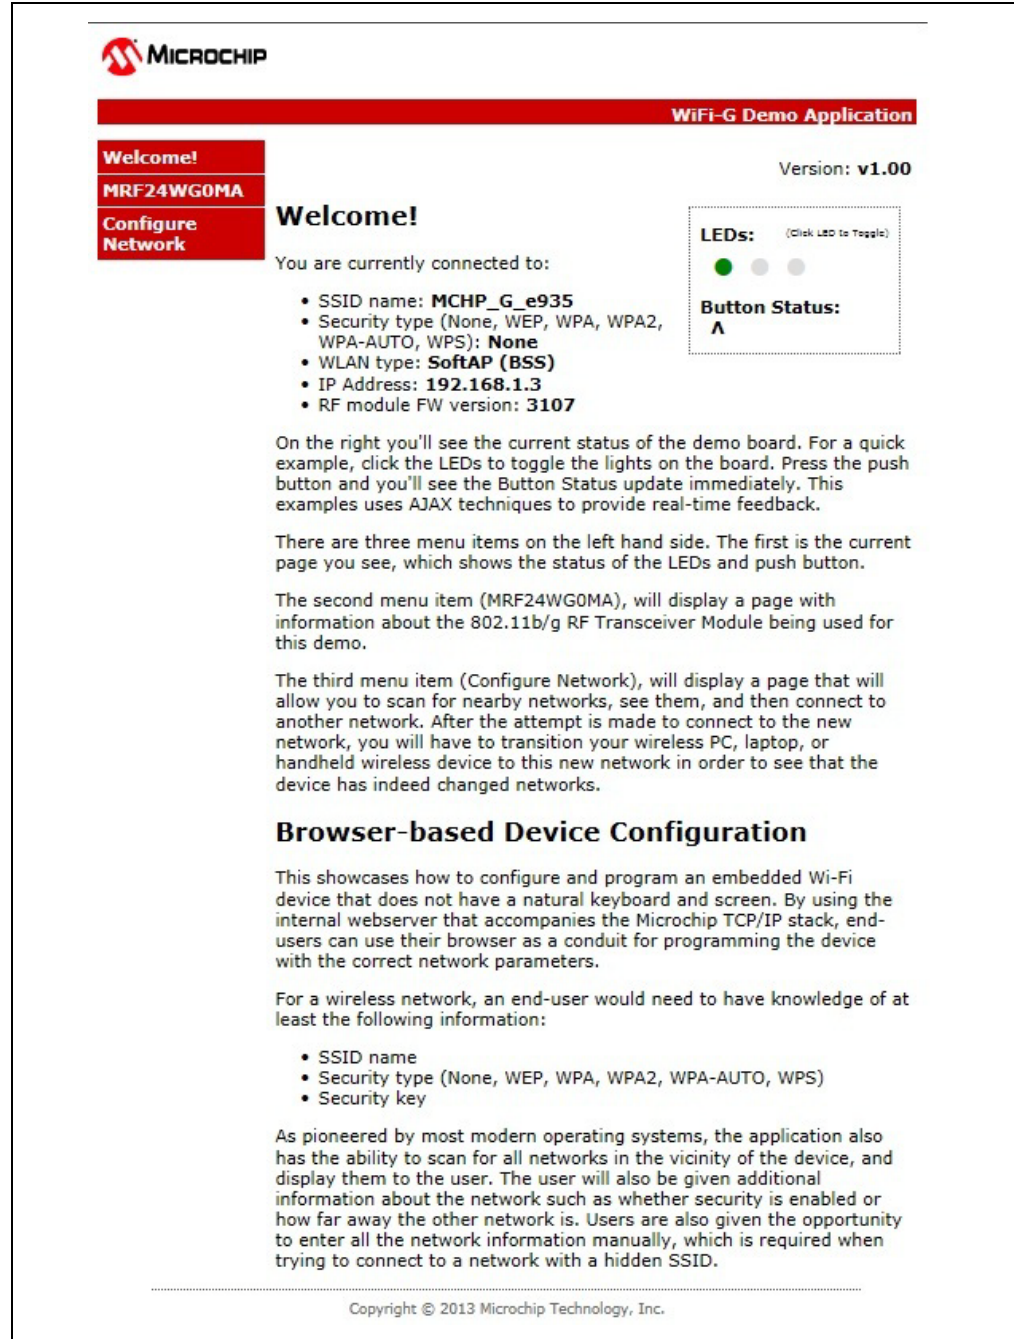 MICROCHIP
WiFi-G Demo Application
Welcome!
MRF24WG0MA
Configure
Network
Version: v1.00
Welcome!
LEDs: (Click LED to Toggle)
Button Status:
Λ
You are currently connected to:
• SSID name: MCHP_G_e935
• Security type (None, WEP, WPA, WPA2,
WPA-AUTO, WPS): None
• WLAN type: SoftAP (BSS)
• IP Address: 192.168.1.3
• RF module FW version: 3107
On the right you'll see the current status of the demo board. For a quick
example, click the LEDs to toggle the lights on the board. Press the push
button and you'll see the Button Status update immediately. This
examples uses AJAX techniques to provide real-time feedback.
There are three menu items on the left hand side. The first is the current
page you see, which shows the status of the LEDs and push button.
The second menu item (MRF24WG0MA), will display a page with
information about the 802.11b/g RF Transceiver Module being used for
this demo.
The third menu item (Configure Network), will display a page that will
allow you to scan for nearby networks, see them, and then connect to
another network. After the attempt is made to connect to the new
network, you will have to transition your wireless PC, laptop, or
handheld wireless device to this new network in order to see that the
device has indeed changed networks.
Browser-based Device Configuration
This showcases how to configure and program an embedded Wi-Fi
device that does not have a natural keyboard and screen. By using the
internal webserver that accompanies the Microchip TCP/IP stack, end-
users can use their browser as a conduit for programming the device
with the correct network parameters.
For a wireless network, an end-user would need to have knowledge of at
least the following information:
• SSID name
• Security type (None, WEP, WPA, WPA2, WPA-AUTO, WPS)
• Security key
As pioneered by most modern operating systems, the application also
has the ability to scan for all networks in the vicinity of the device, and
display them to the user. The user will also be given additional
information about the network such as whether security is enabled or
how far away the other network is. Users are also given the opportunity
to enter all the network information manually, which is required when
trying to connect to a network with a hidden SSID.
Copyright © 2013 Microchip Technology, Inc.